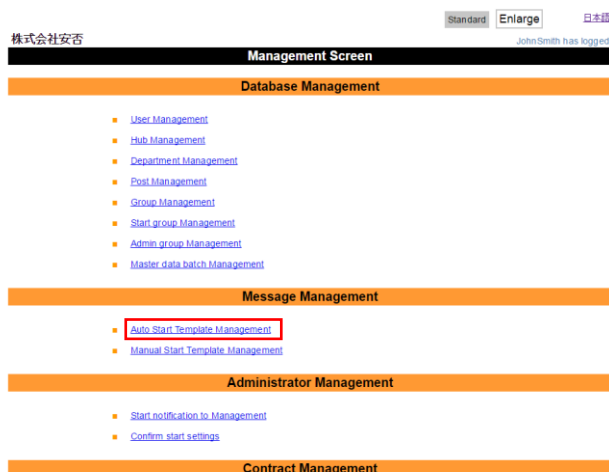 Standard Enlarge 日本語
株式会社安否
JohnSmith has logged
Management Screen
Database Management
User Management
Hub Management
Department Management
Post Management
Group Management
Start group Management
Admin group Management
Master data batch Management
Message Management
Auto Start Template Management
Manual Start Template Management
Administrator Management
Start notification to Management
Confirm start settings
Contract Management